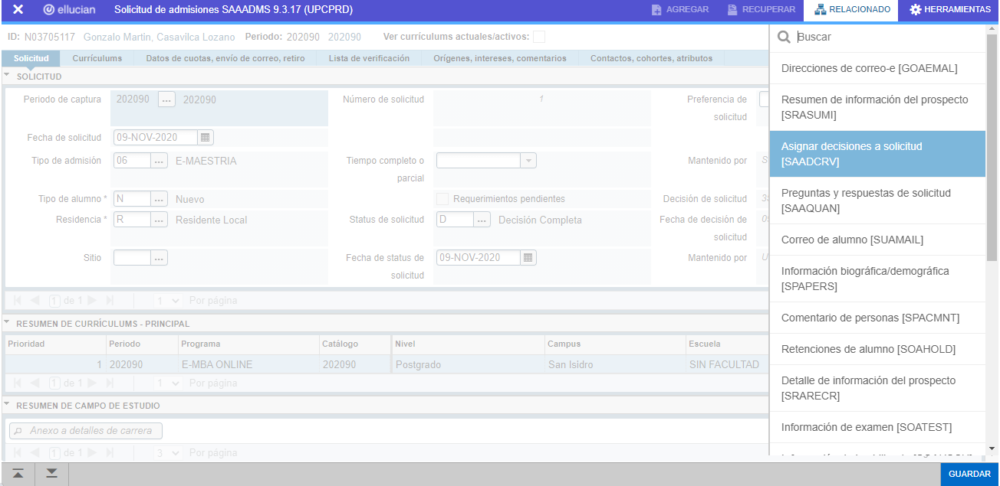 ellucian Solicitud de admisiones SAAADMS 9.3.17 (UPCPRD) AGREGAR RECUPERAR RELACIONADO HERRAMIENTAS
ID: N03705117 Gonzalo Martin, Casavilca Lozano Periodo: 202090 202090 Ver currículums actuales/activos:
Buscar
Solicitud Currículums Datos de cuotas, envío de correo, retiro Lista de verificación Orígenes, intereses, comentarios Contactos, cohortes, atributos
SOLICITUD
Periodo de captura 202090 ... 202090 Número de solicitud 1 Preferencia de
solicitud
Fecha de solicitud 09-NOV-2020
Tipo de admisión 06 ... E-MAESTRIA Tiempo completo o
parcial
Mantenido por S
Tipo de alumno * N ... Nuevo Requerimientos pendientes Decisión de solicitud
Residencia * R ... Residente Local Status de solicitud D ... Decisión Completa Fecha de decisión de
solicitud
Sitio ... Fecha de status de
solicitud
09-NOV-2020 Mantenido por U
1 de 1 1 Por página
RESUMEN DE CURRÍCULUMS - PRINCIPAL
Prioridad Periodo Programa Catálogo Nivel Campus Escuela
1 202090 E-MBA ONLINE 202090 Postgrado San Isidro SIN FACULTAD
1 de 1 1 Por página
RESUMEN DE CAMPO DE ESTUDIO
Anexo a detalles de carrera
1 de 1 3 Por página
Direcciones de correo-e [GOAEMAL]
Resumen de información del prospecto
[SRASUMI]
Asignar decisiones a solicitud
[SAADCRV]
Preguntas y respuestas de solicitud
[SAAQUAN]
Correo de alumno [SUAMAIL]
Información biográfica/demográfica
[SPAPERS]
Comentario de personas [SPACMNT]
Retenciones de alumno [SOAHOLD]
Detalle de información del prospecto
[SRARECR]
Información de examen [SOATEST]
GUARDAR